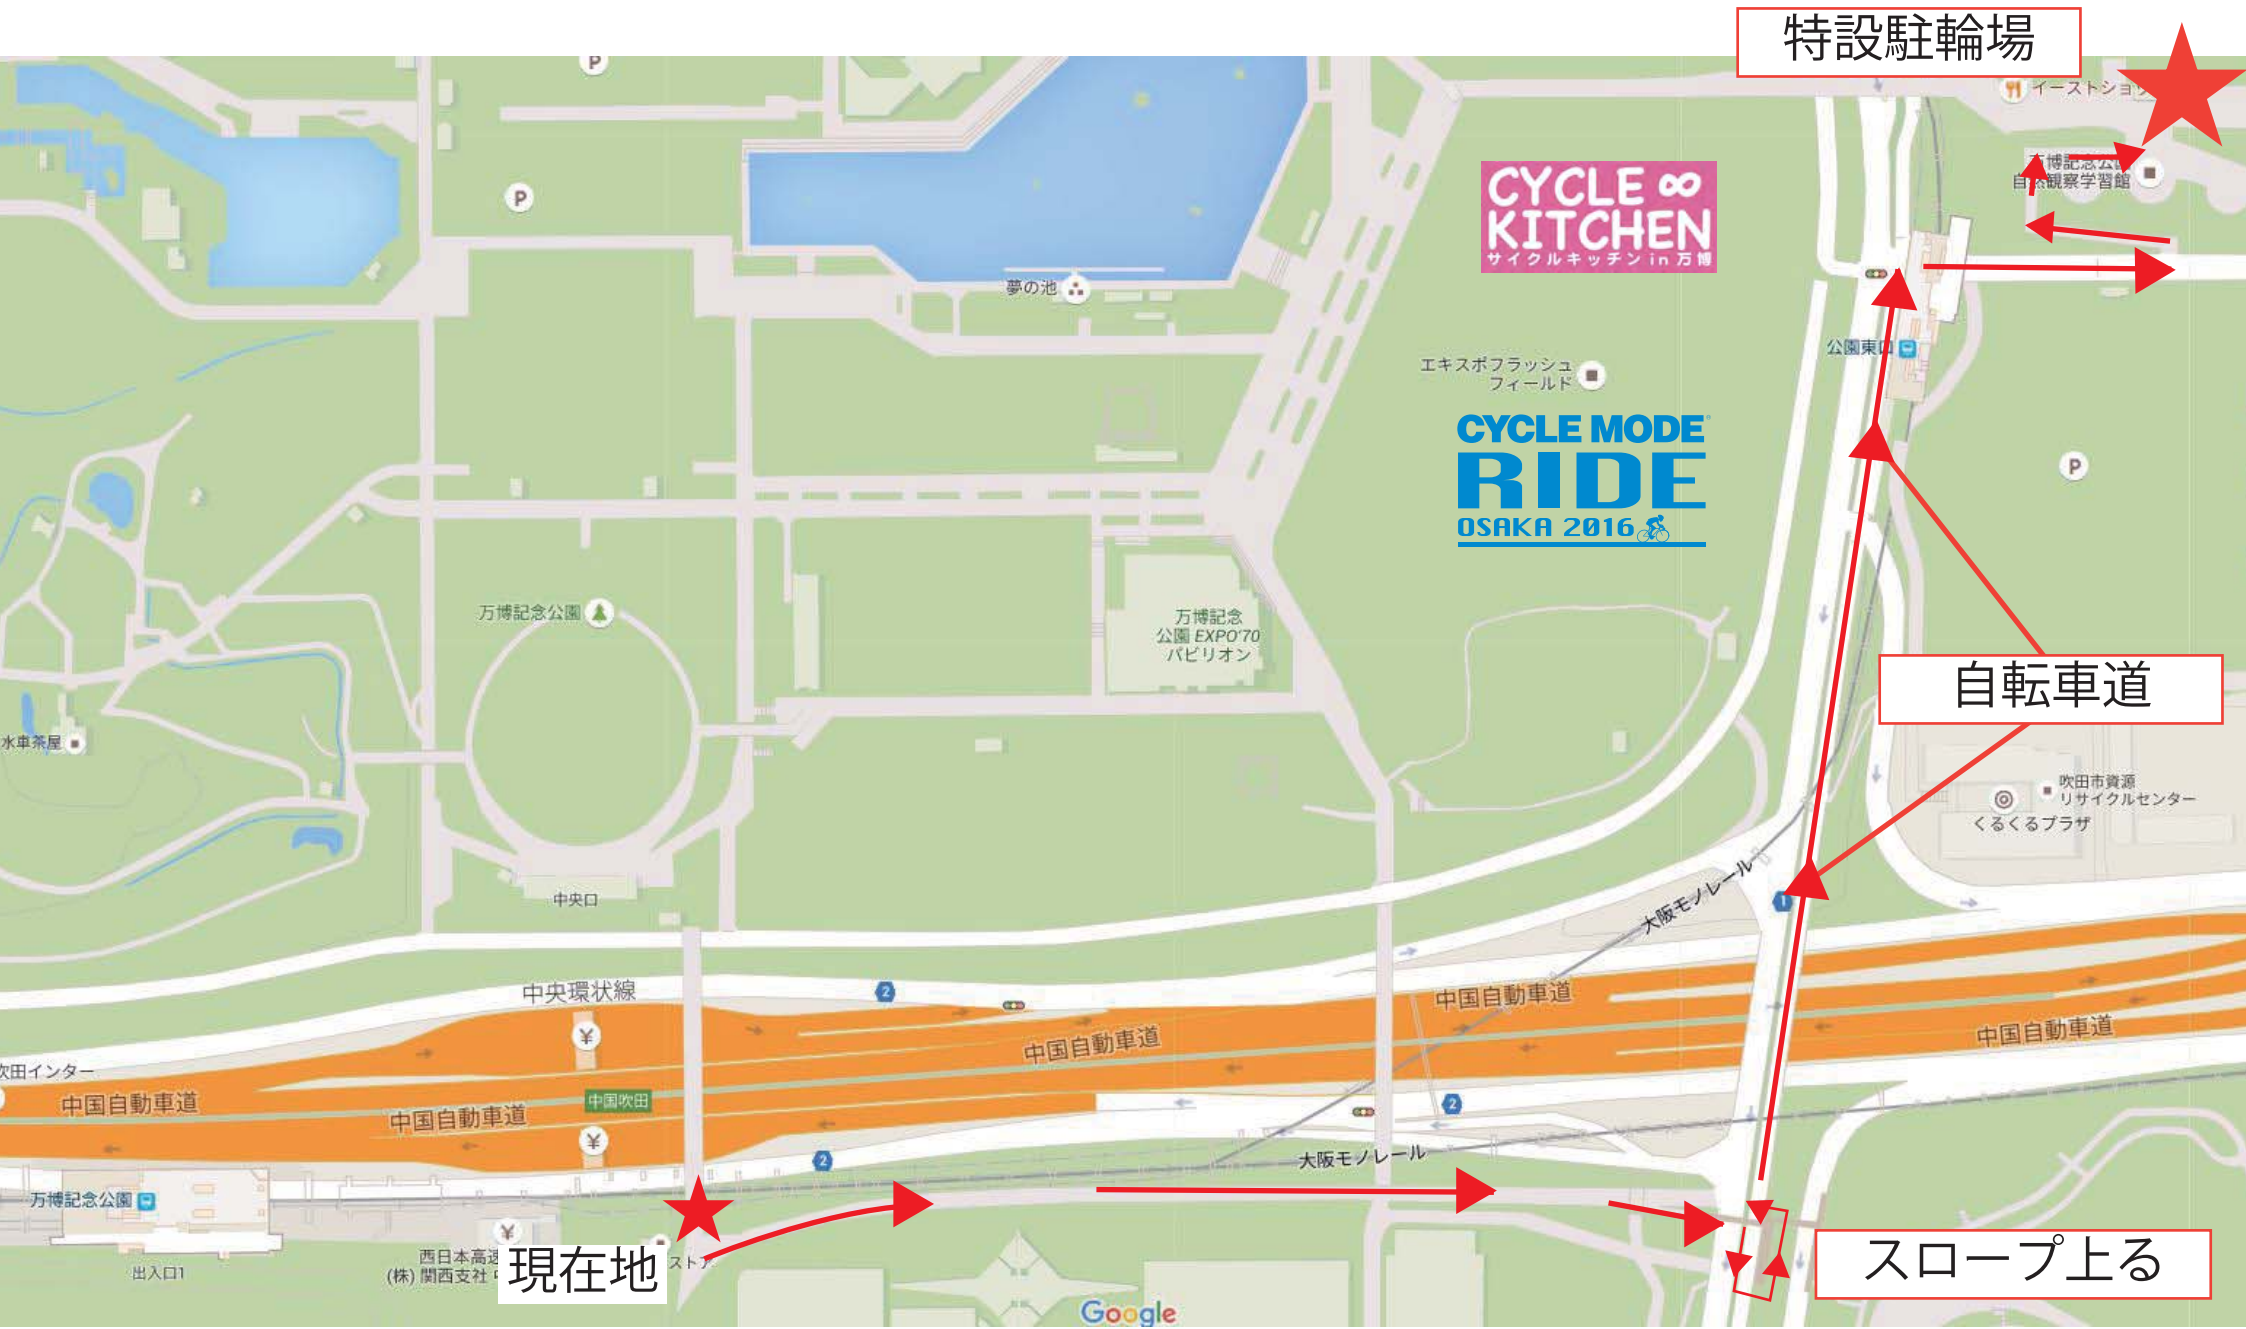 特設駐輪場
P
イーストショ
CYCLE ∞
KITCHEN
サイクルキッチン in 万博
万博記念公園
自然観察学習館
P
夢の池
公園東口
エキスポフラッシュ
フィールド
CYCLE MODE
RIDE
OSAKA 2016
P
万博記念公園
万博記念
公園 EXPO'70
パビリオン
自転車道
水車茶屋
吹田市資源
リサイクルセンター
くるくるプラザ
中央口
大阪モノレール
1
中央環状線
2
中国自動車道
¥
中国自動車道
中国自動車道
吹田インター
中国自動車道
中国自動車道
中国吹田
2
¥
2
大阪モノレール
万博記念公園
¥
西日本高速
(株) 関西支社
ストア
現在地
スロープ上る
出入口1
Google